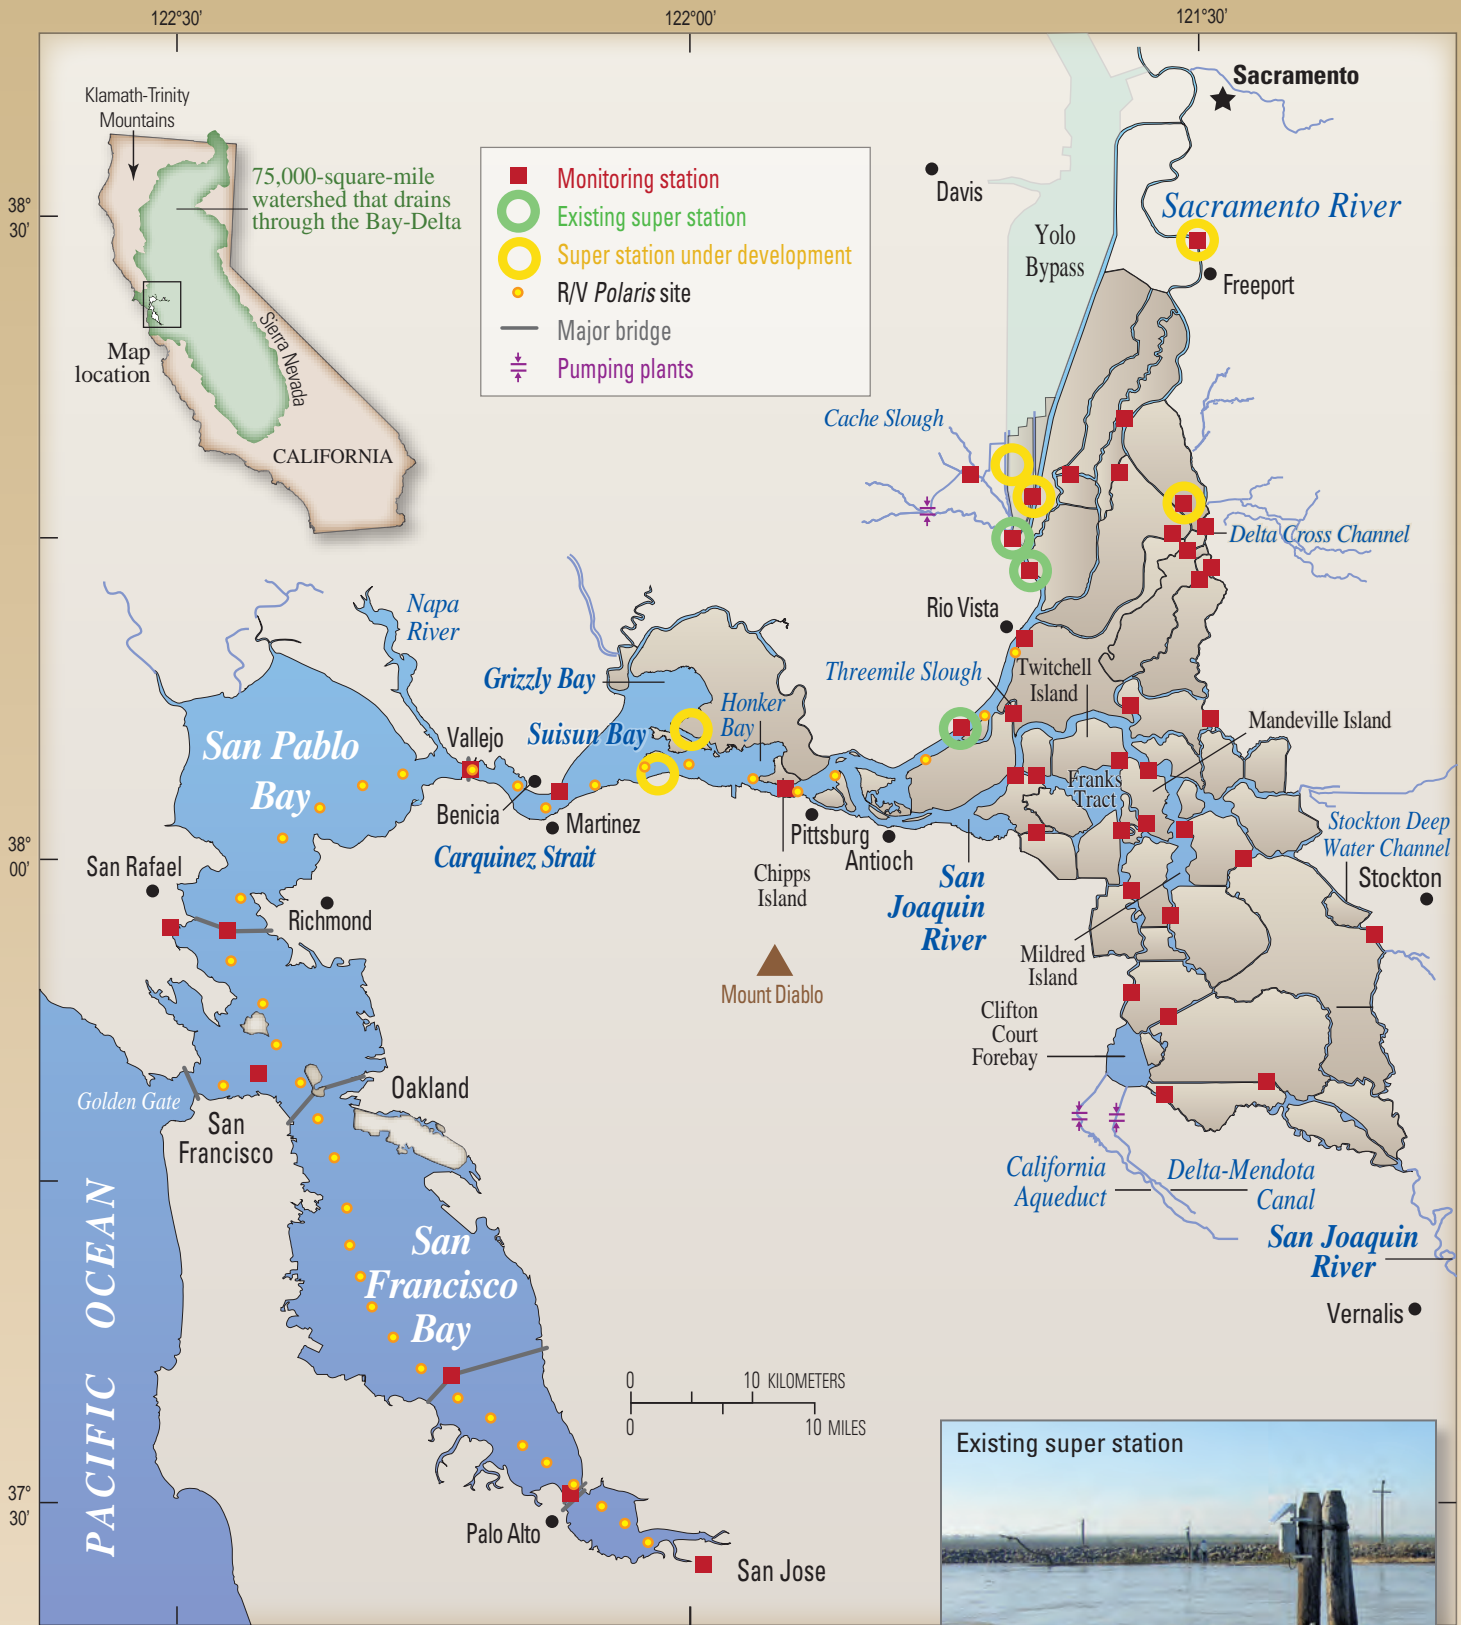 122°30'
122°00'
121°30'
38°
30'
38°
00'
37°
30'
Klamath-Trinity
Mountains
75,000-square-mile
watershed that drains
through the Bay-Delta
Map
location
Sierra Nevada
CALIFORNIA
Monitoring station
Existing super station
Super station under development
R/V Polaris site
Major bridge
Pumping plants
Sacramento
Davis
Sacramento River
Yolo
Bypass
Freeport
Cache Slough
Delta Cross Channel
Rio Vista
Napa
River
Threemile Slough
Twitchell
Island
Grizzly Bay
Honker
Bay
Suisun Bay
Mandeville Island
San Pablo
Bay
Vallejo
Benicia
Martinez
Carquinez Strait
Franks
Tract
Pittsburg
Antioch
Chipps
Island
San
Joaquin
River
Stockton Deep
Water Channel
Stockton
San Rafael
Richmond
Mildred
Island
Mount Diablo
Clifton
Court
Forebay
Golden Gate
San
Francisco
Oakland
California
Aqueduct
Delta-Mendota
Canal
San Joaquin
River
Vernalis
PACIFIC OCEAN
San
Francisco
Bay
0 10 KILOMETERS
0 10 MILES
Palo Alto
San Jose
Existing super station